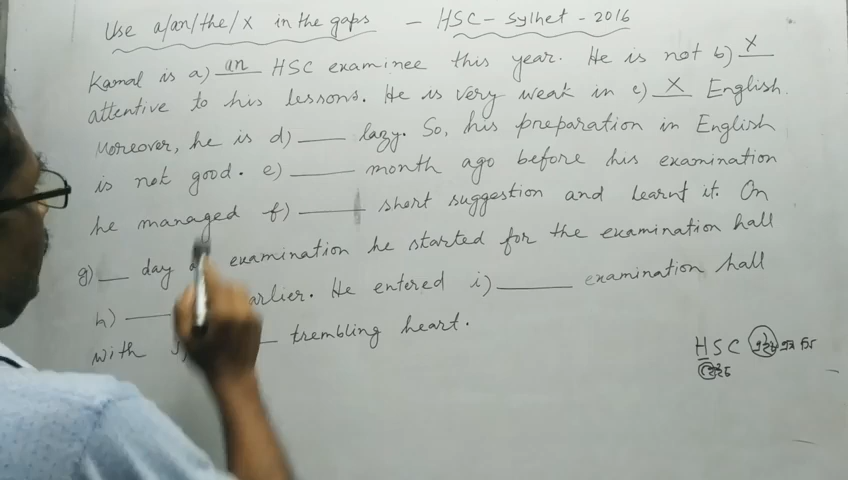 Use a/an/the/x in the gaps - HSC - Sylhet - 2016
Kamal is a) an HSC examinee this year. He is not b) X
attentive to his lessons. He is very weak in c) X English.
Moreover, he is d) ___ lazy. So, his preparation in English
is not good. e) ___ month ago before his examination
he managed f) ___ short suggestion and learnt it. On
g) ___ day examination he started for the examination hall
h) ___ arlier. He entered i) ___ examination hall
with ___ trembling heart.
HSC